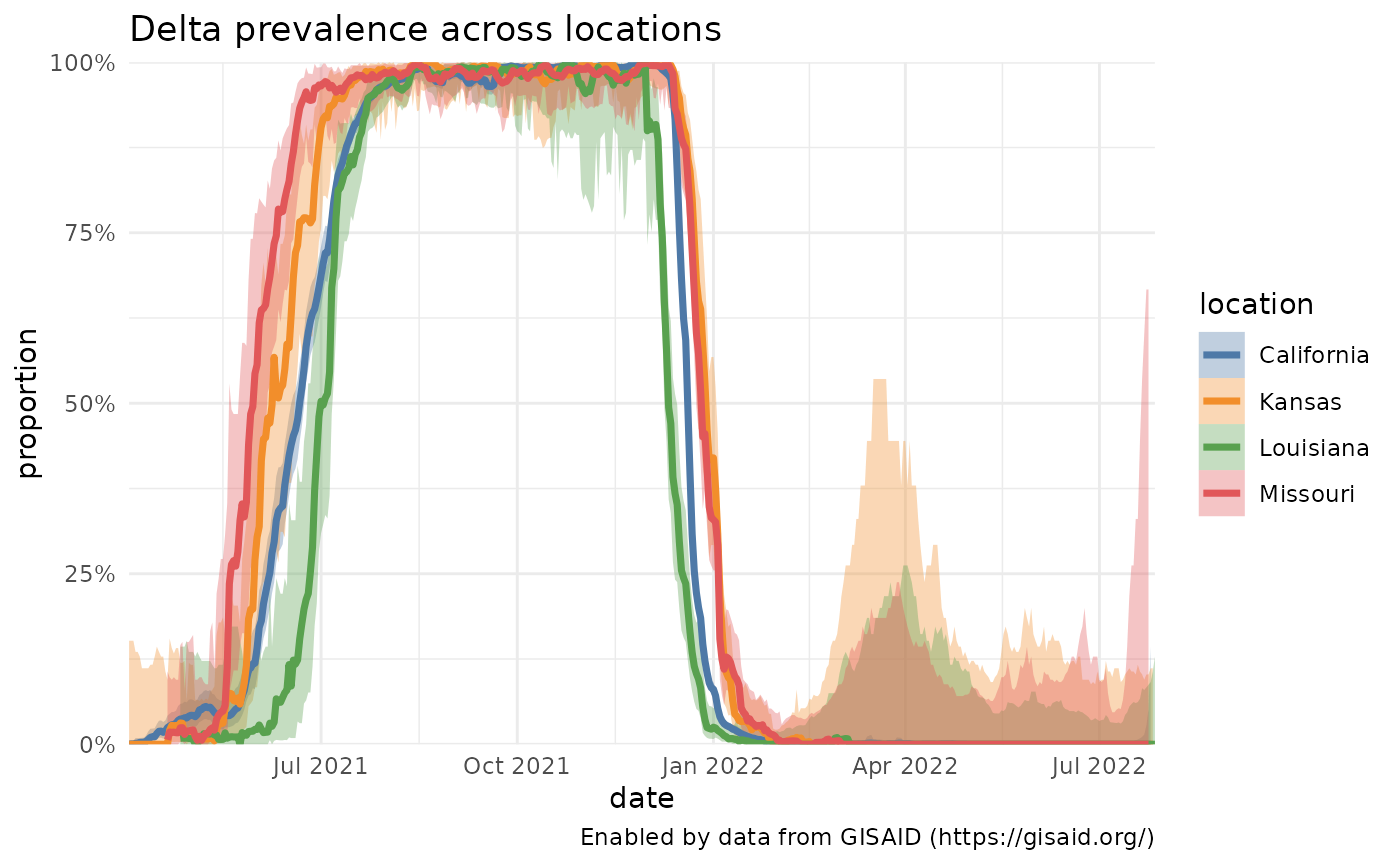 Delta prevalence across locations
100%
75%
50%
25%
0%
proportion
Jul 2021
Oct 2021
Jan 2022
Apr 2022
Jul 2022
date
location
California
Kansas
Louisiana
Missouri
Enabled by data from GISAID (https://gisaid.org/)